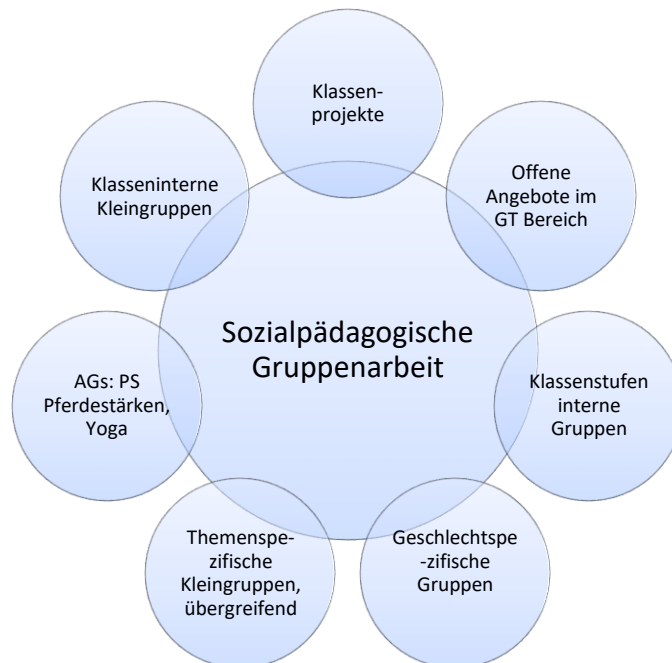 Klassen-
projekte
Offene
Angebote im
GT Bereich
Klassenstufen
interne
Gruppen
Geschlechtspe
-zifische
Gruppen
Themenspe-
zifische
Kleingruppen,
übergreifend
AGs: PS
Pferdestärken,
Yoga
Klasseninterne
Kleingruppen
Sozialpädagogische
Gruppenarbeit